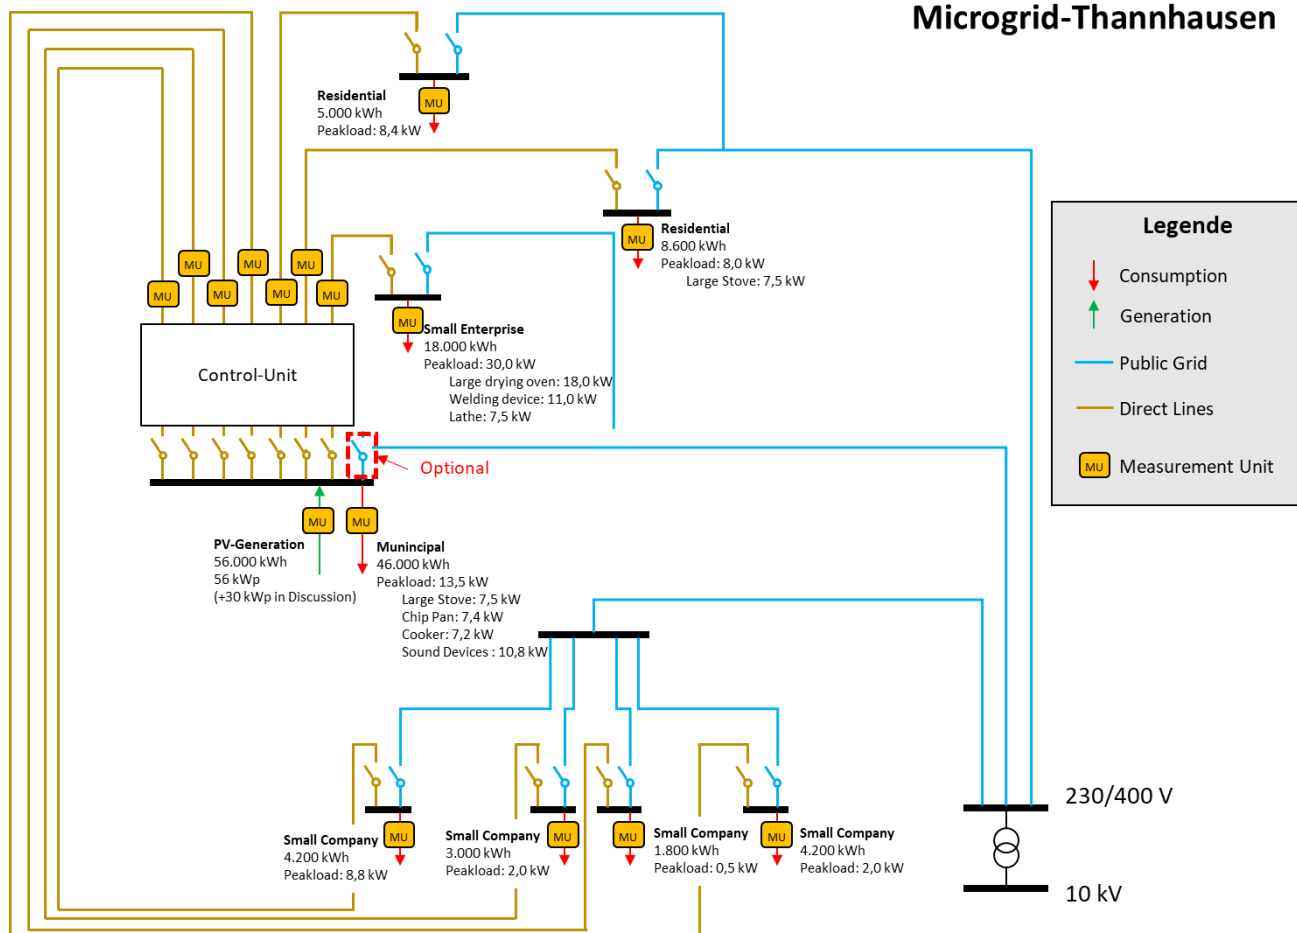 Microgrid-Thannhausen
Residential
5.000 kWh
Peakload: 8,4 kW
MU
Residential
8.600 kWh
Peakload: 8,0 kW
Large Stove: 7,5 kW
MU
Small Enterprise
18.000 kWh
Peakload: 30,0 kW
Large drying oven: 18,0 kW
Welding device: 11,0 kW
Lathe: 7,5 kW
MU
MU
MU
MU
MU
MU
MU
MU
Control-Unit
Optional
MU
MU
PV-Generation
56.000 kWh
56 kWp
(+30 kWp in Discussion)
Munincipal
46.000 kWh
Peakload: 13,5 kW
Large Stove: 7,5 kW
Chip Pan: 7,4 kW
Cooker: 7,2 kW
Sound Devices : 10,8 kW
MU
MU
MU
MU
Small Company
4.200 kWh
Peakload: 8,8 kW
Small Company
3.000 kWh
Peakload: 2,0 kW
Small Company
1.800 kWh
Peakload: 0,5 kW
Small Company
4.200 kWh
Peakload: 2,0 kW
230/400 V
10 kV
Legende
Consumption
Generation
Public Grid
Direct Lines
MU
Measurement Unit